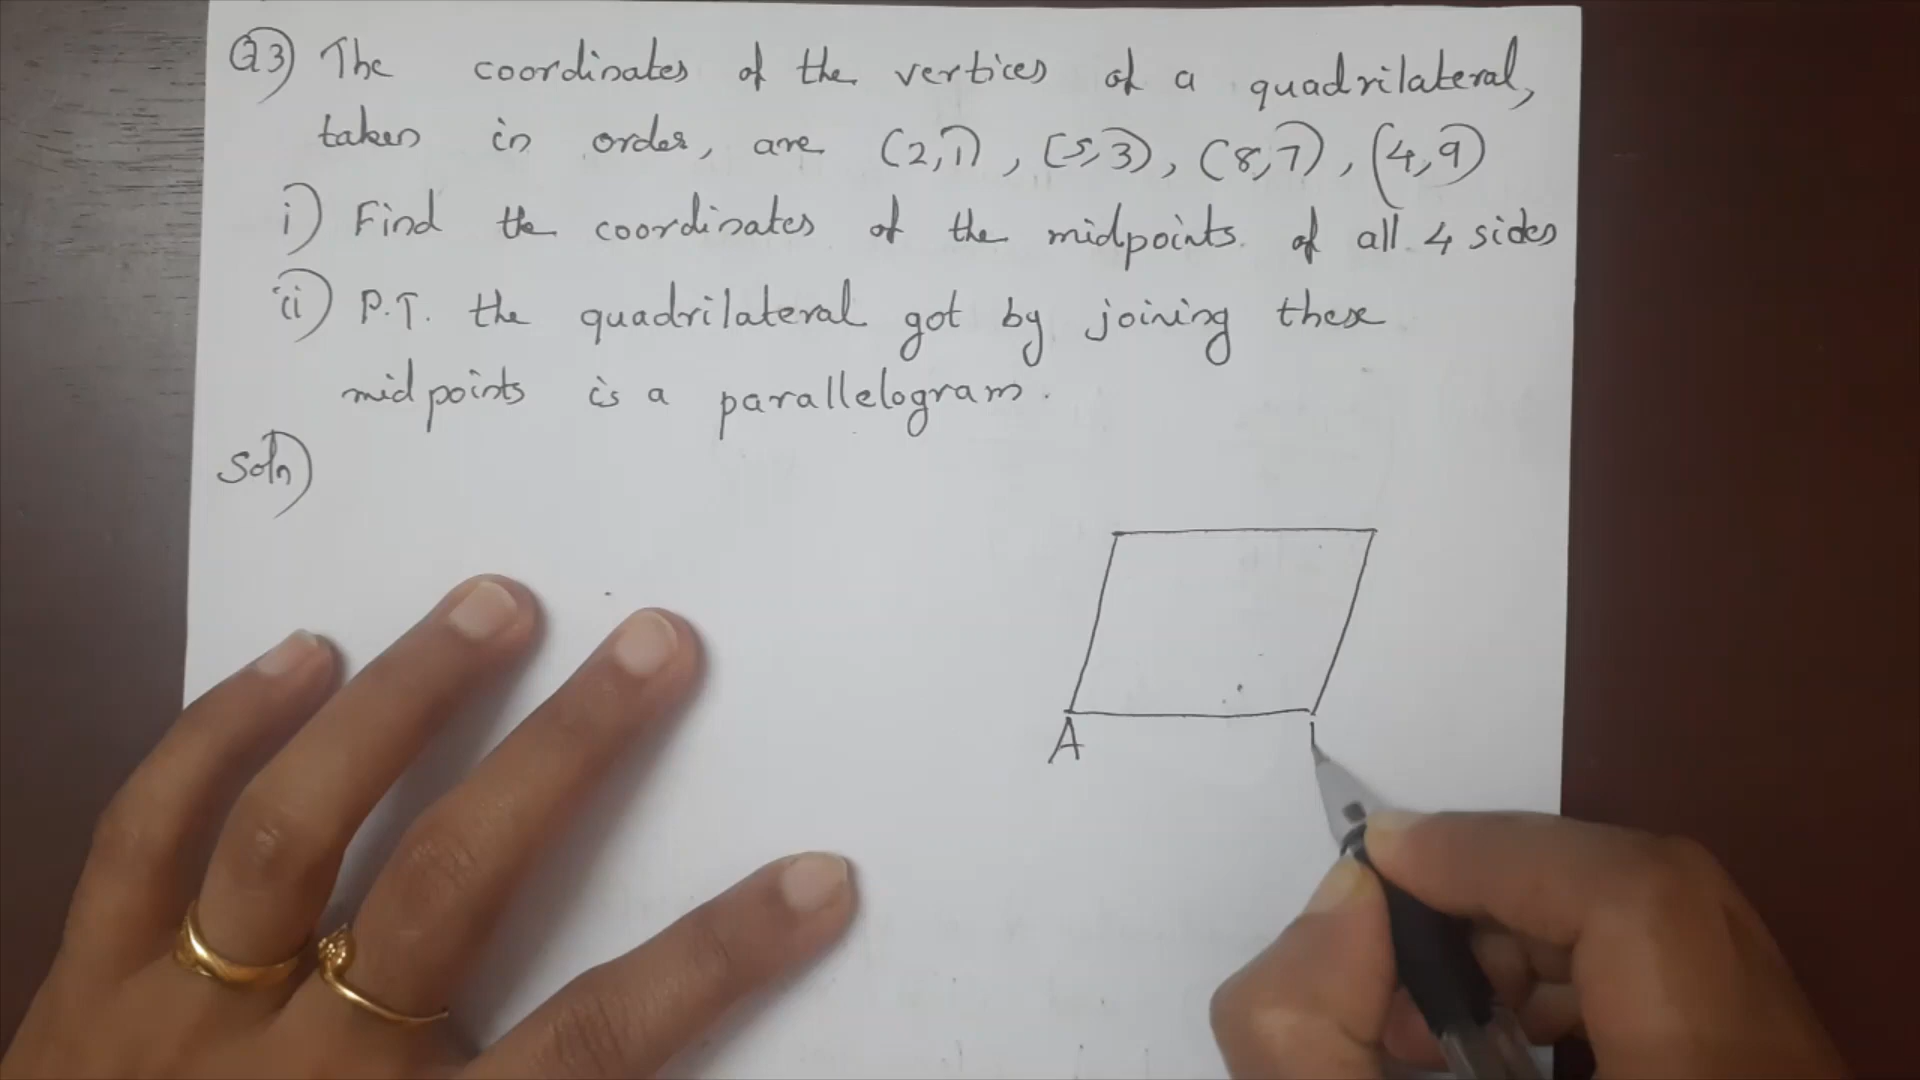 Q3) The coordinates of the vertices of a quadrilateral,
taken in order, are (2,1), (5,3), (8,7), (4,9)
i) Find the coordinates of the midpoints of all 4 sides
ii) P.T. the quadrilateral got by joining these
midpoints is a parallelogram.
Soln)
A